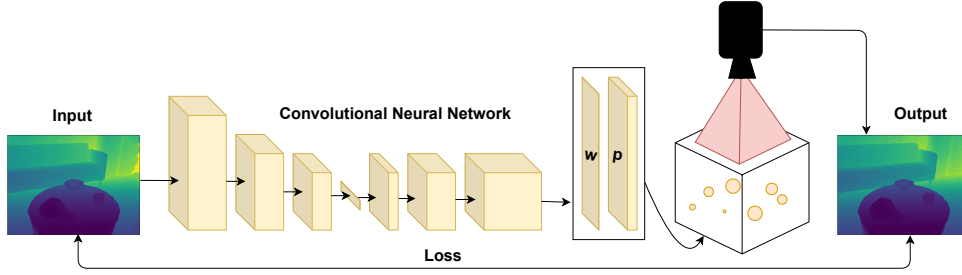 Input
Convolutional Neural Network
w
p
Output
Loss